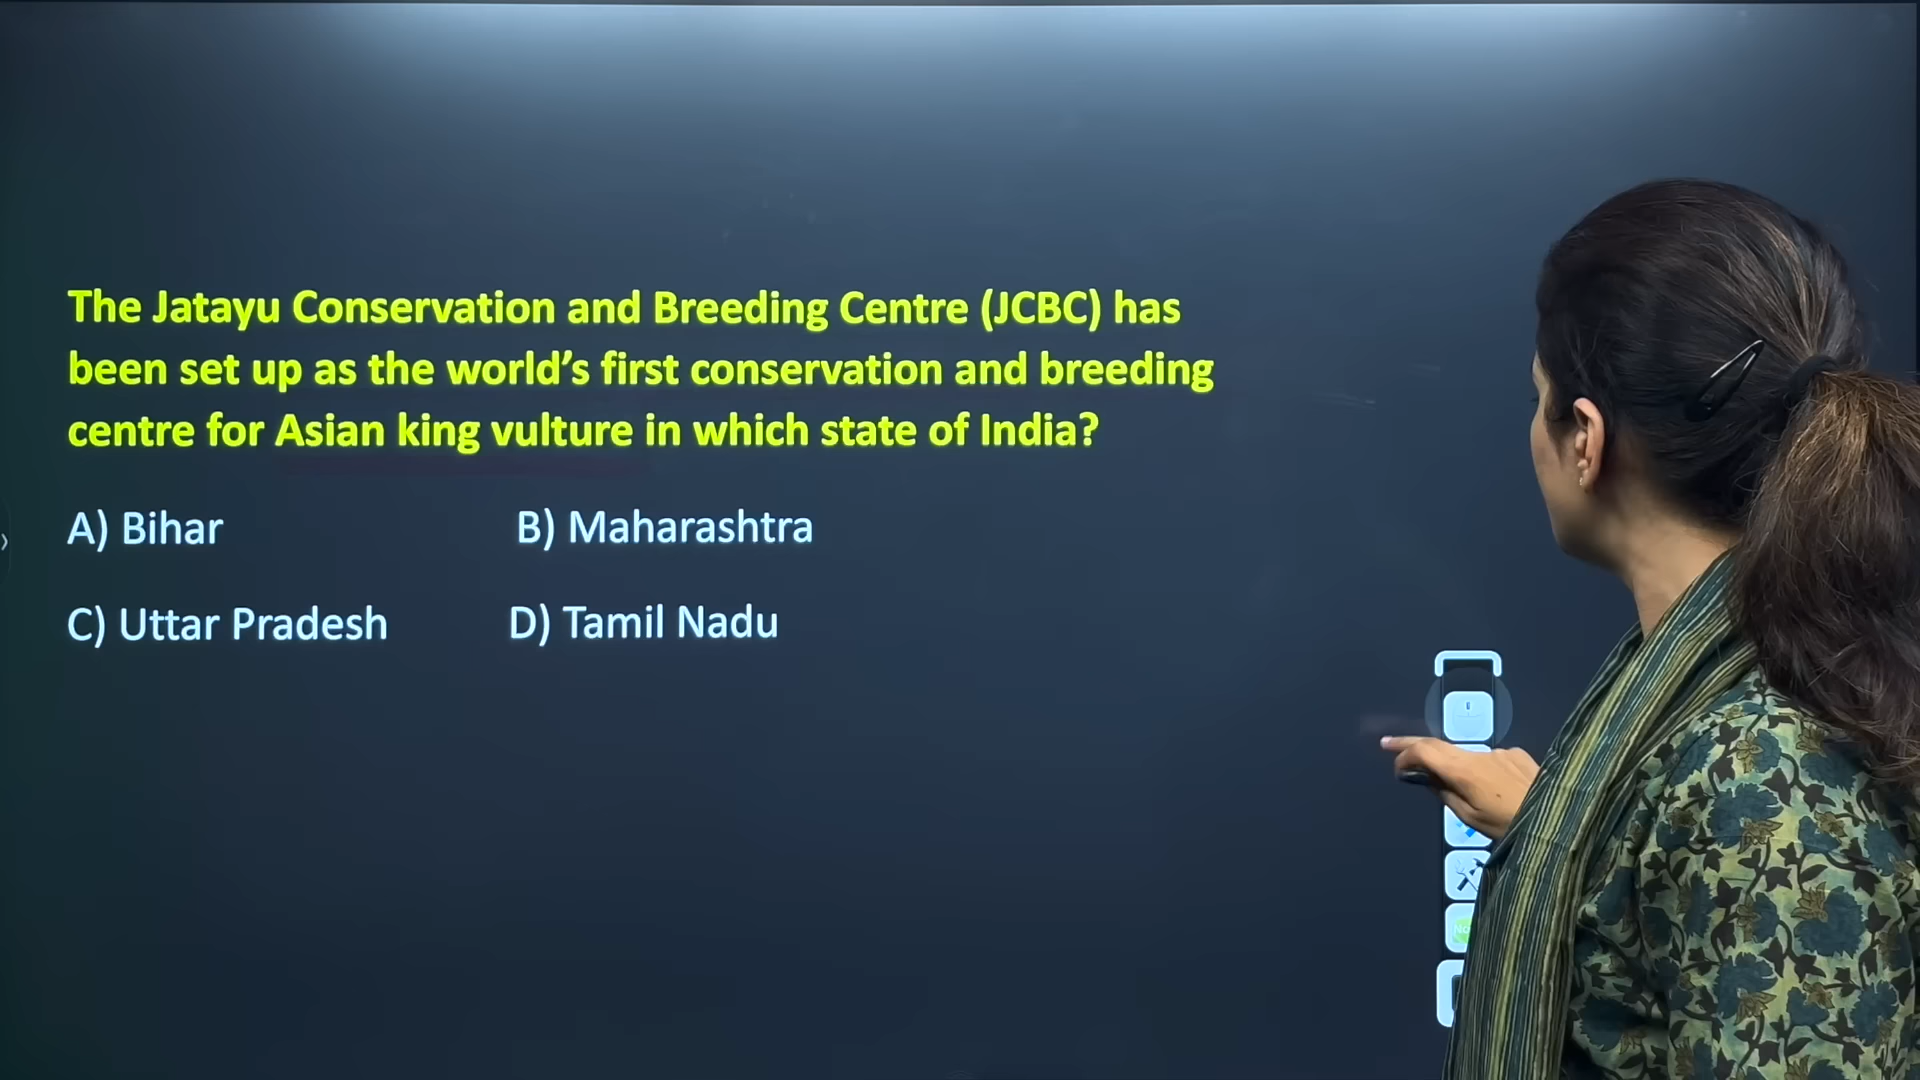 The Jatayu Conservation and Breeding Centre (JCBC) has
been set up as the world’s first conservation and breeding
centre for Asian king vulture in which state of India?
A) Bihar B) Maharashtra
C) Uttar Pradesh D) Tamil Nadu